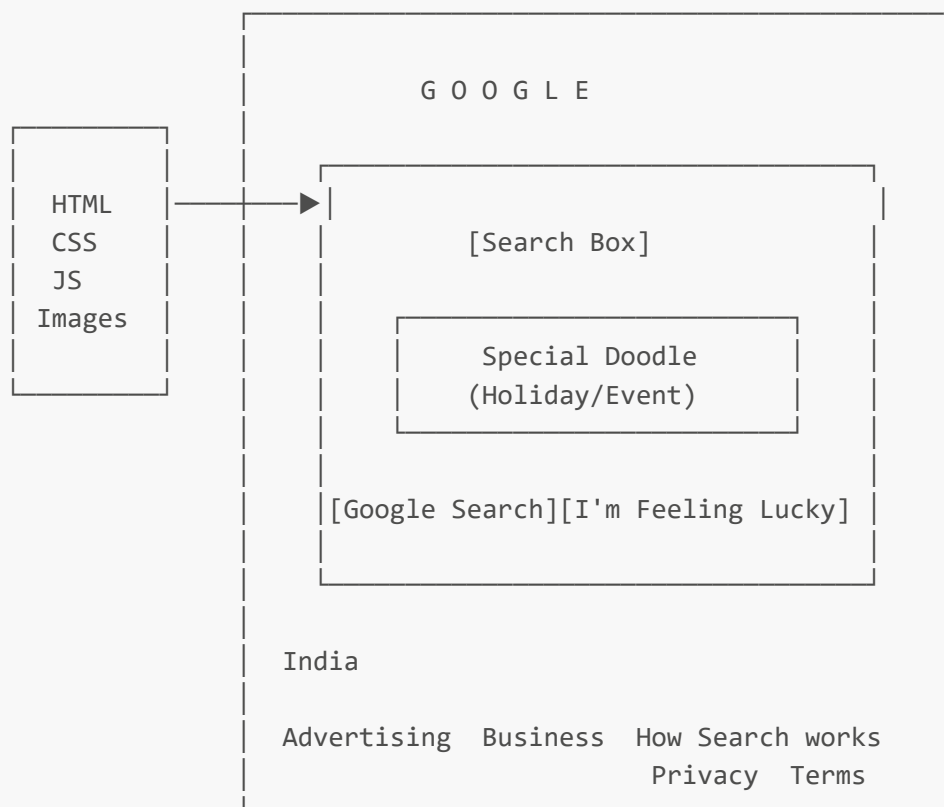 G O O G L E
HTML
CSS
JS
Images
[Search Box]
Special Doodle
(Holiday/Event)
[Google Search][I'm Feeling Lucky]
India
Advertising Business How Search works
Privacy Terms